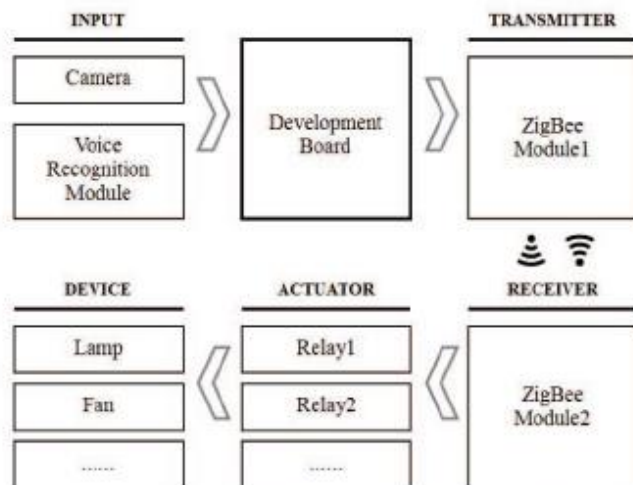 INPUT
TRANSMITTER
Camera
Voice
Recognition
Module
Development
Board
ZigBee
Module1
DEVICE
ACTUATOR
RECEIVER
Lamp
Relay1
Fan
Relay2
ZigBee
Module2
......
......